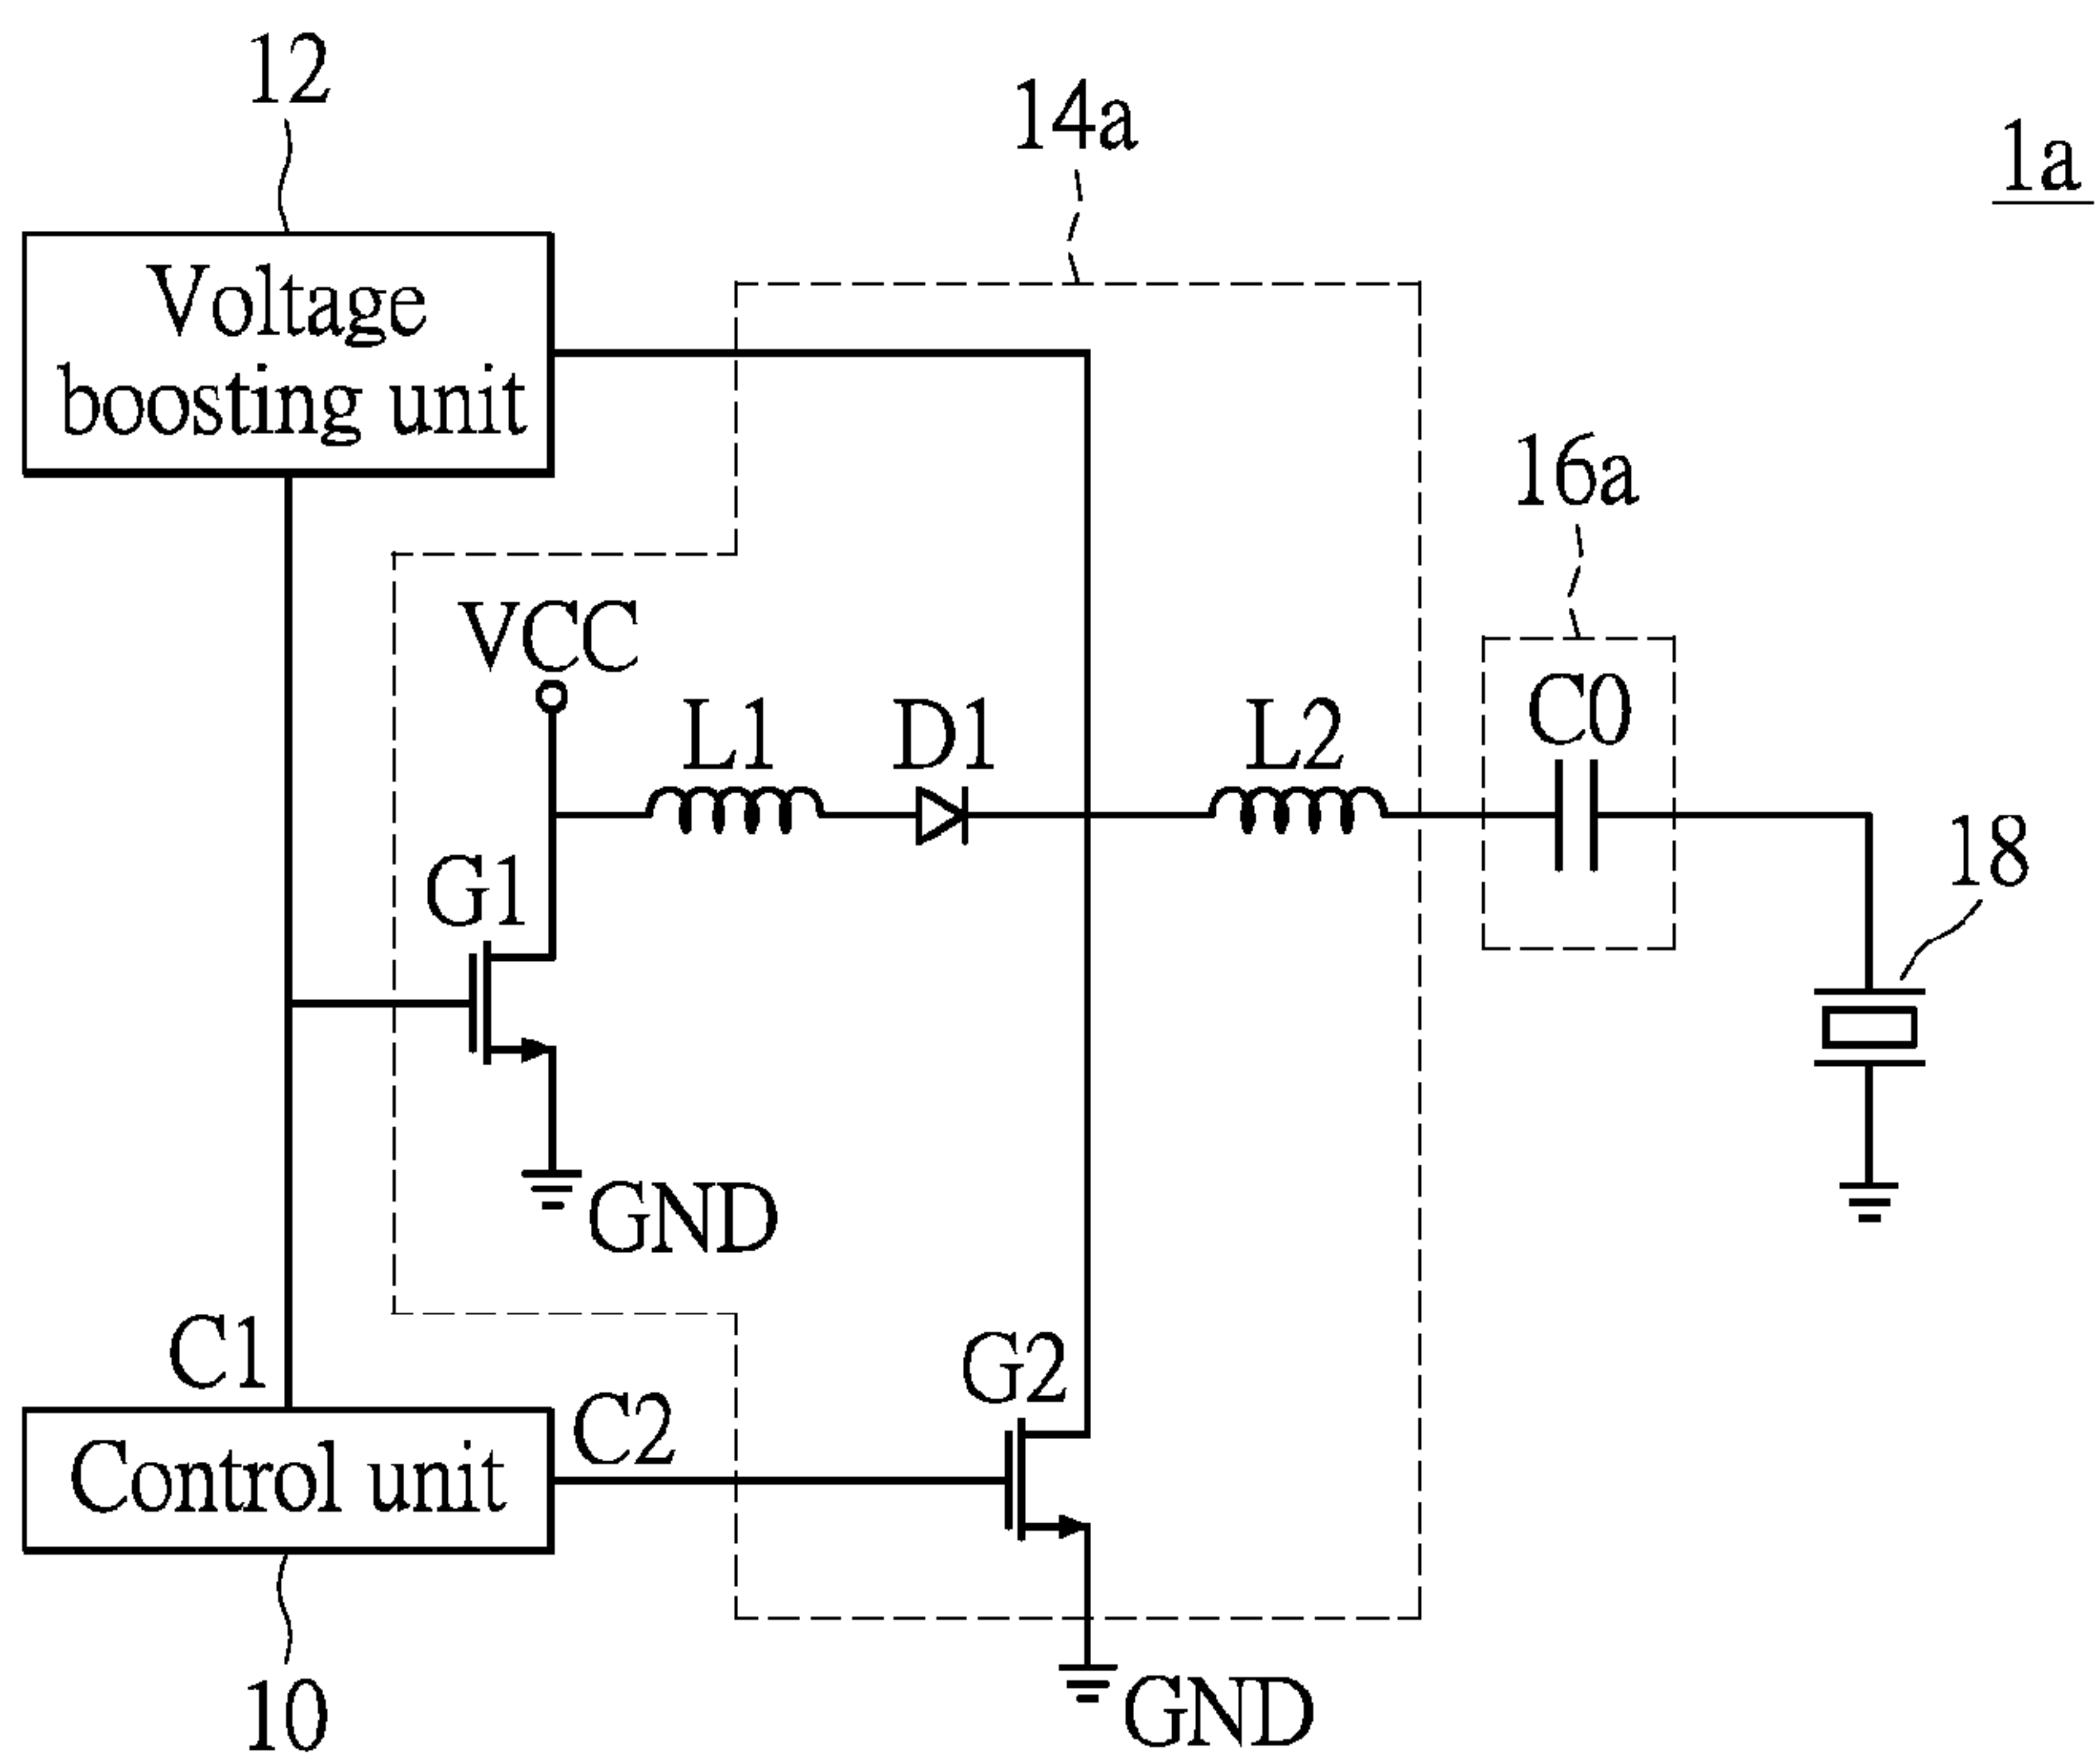 12
14a
1a
Voltage
boosting unit
16a
VCC
C0
L1
D1
L2
18
G1
GND
C1
G2
C2
Control unit
10
GND